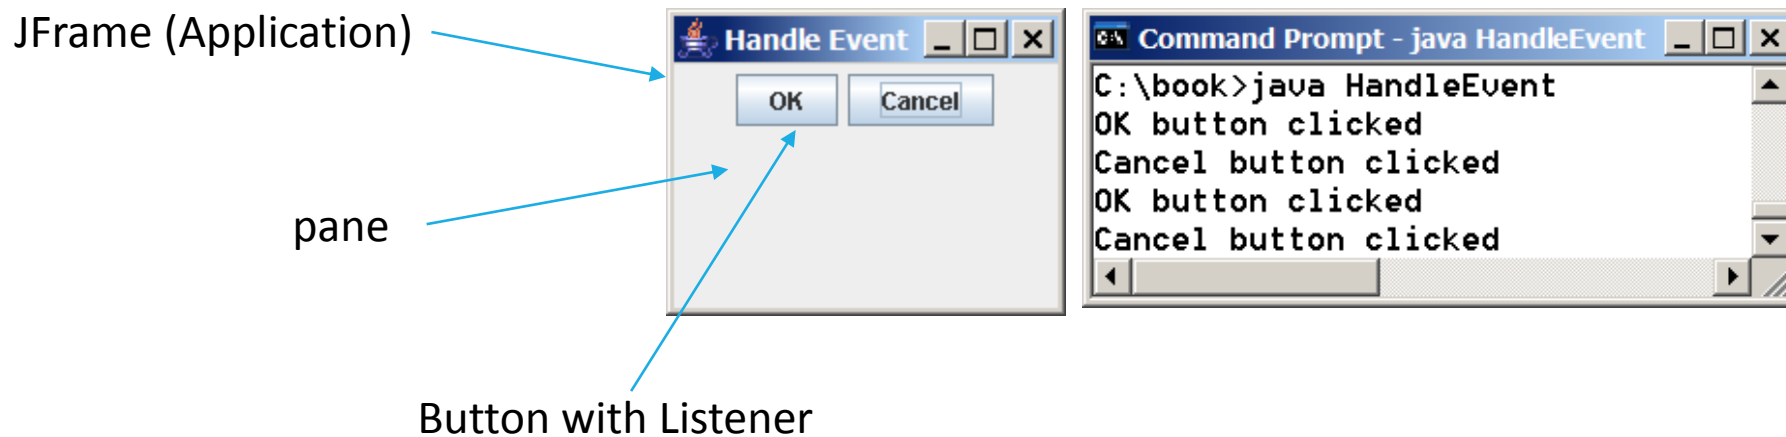 JFrame (Application)
Handle Event
OK
Cancel
pane
Button with Listener
C:\
Command Prompt - java HandleEvent
C:\book>java HandleEvent
OK button clicked
Cancel button clicked
OK button clicked
Cancel button clicked